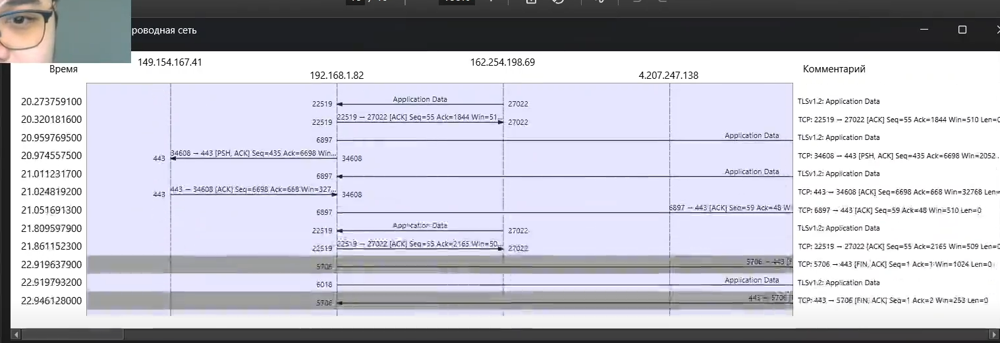 роводная сеть
149.154.167.41 162.254.198.69
Время 192.168.1.82 4.207.247.138 Комментарий
20.273759100 22519 Application Data 27022 TLSv1.2: Application Data
20.320181600 22519 22519 → 27022 [ACK] Seq=55 Ack=1844 Win=51... 27022 TCP: 22519 → 27022 [ACK] Seq=55 Ack=1844 Win=510 Len=0
20.959769500 6897 Application Data TLSv1.2: Application Data
20.974557500 443 34608 → 443 [PSH, ACK] Seq=435 Ack=6698 Win... 34608 TCP: 34608 → 443 [PSH, ACK] Seq=435 Ack=6698 Win=2052...
21.011231700 6897 Application Data TLSv1.2: Application Data
21.024819200 443 443 → 34608 [ACK] Seq=6698 Ack=668 Win=327... 34608 TCP: 443 → 34608 [ACK] Seq=6698 Ack=668 Win=32768 Len=
21.051691300 6897 6897 → 443 [ACK] Seq=59 Ack=48 Wi TCP: 6897 → 443 [ACK] Seq=59 Ack=48 Win=510 Len=0
21.809597900 22519 Application Data 27022 TLSv1.2: Application Data
21.861152300 22519 22519 → 27022 [ACK] Seq=55 Ack=2165 Win=50... 27022 TCP: 22519 → 27022 [ACK] Seq=55 Ack=2165 Win=509 Len=0
22.919637900 5706 5706 → 443 [F TCP: 5706 → 443 [FIN, ACK] Seq=1 Ack=1 Win=1024 Len=0
22.919793200 6018 Application Data TLSv1.2: Application Data
22.946128000 5706 443 → 5706 [ TCP: 443 → 5706 [FIN, ACK] Seq=1 Ack=2 Win=253 Len=0